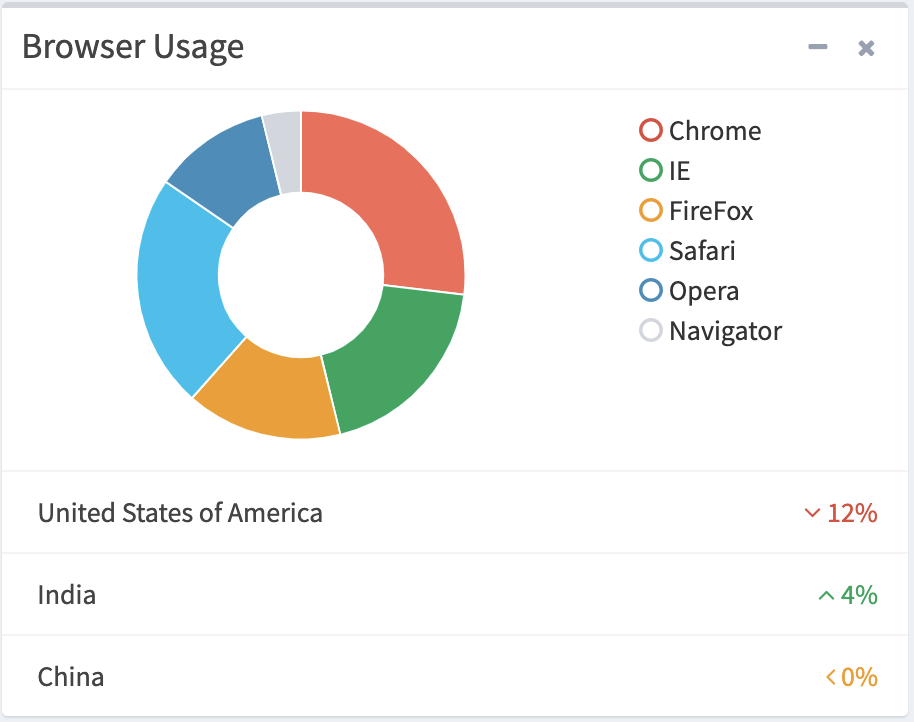 Browser Usage
Chrome
IE
FireFox
Safari
Opera
Navigator
United States of America 12%
India 4%
China 0%